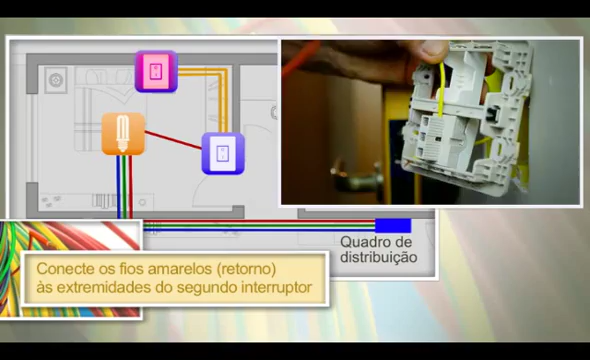 Quadro de
distribuição
Conecte os fios amarelos (retorno)
às extremidades do segundo interruptor